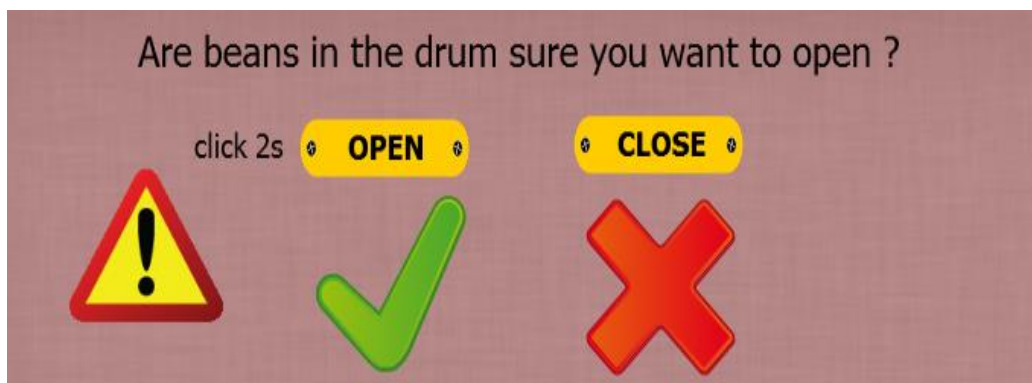 Are beans in the drum sure you want to open ?
click 2s OPEN CLOSE